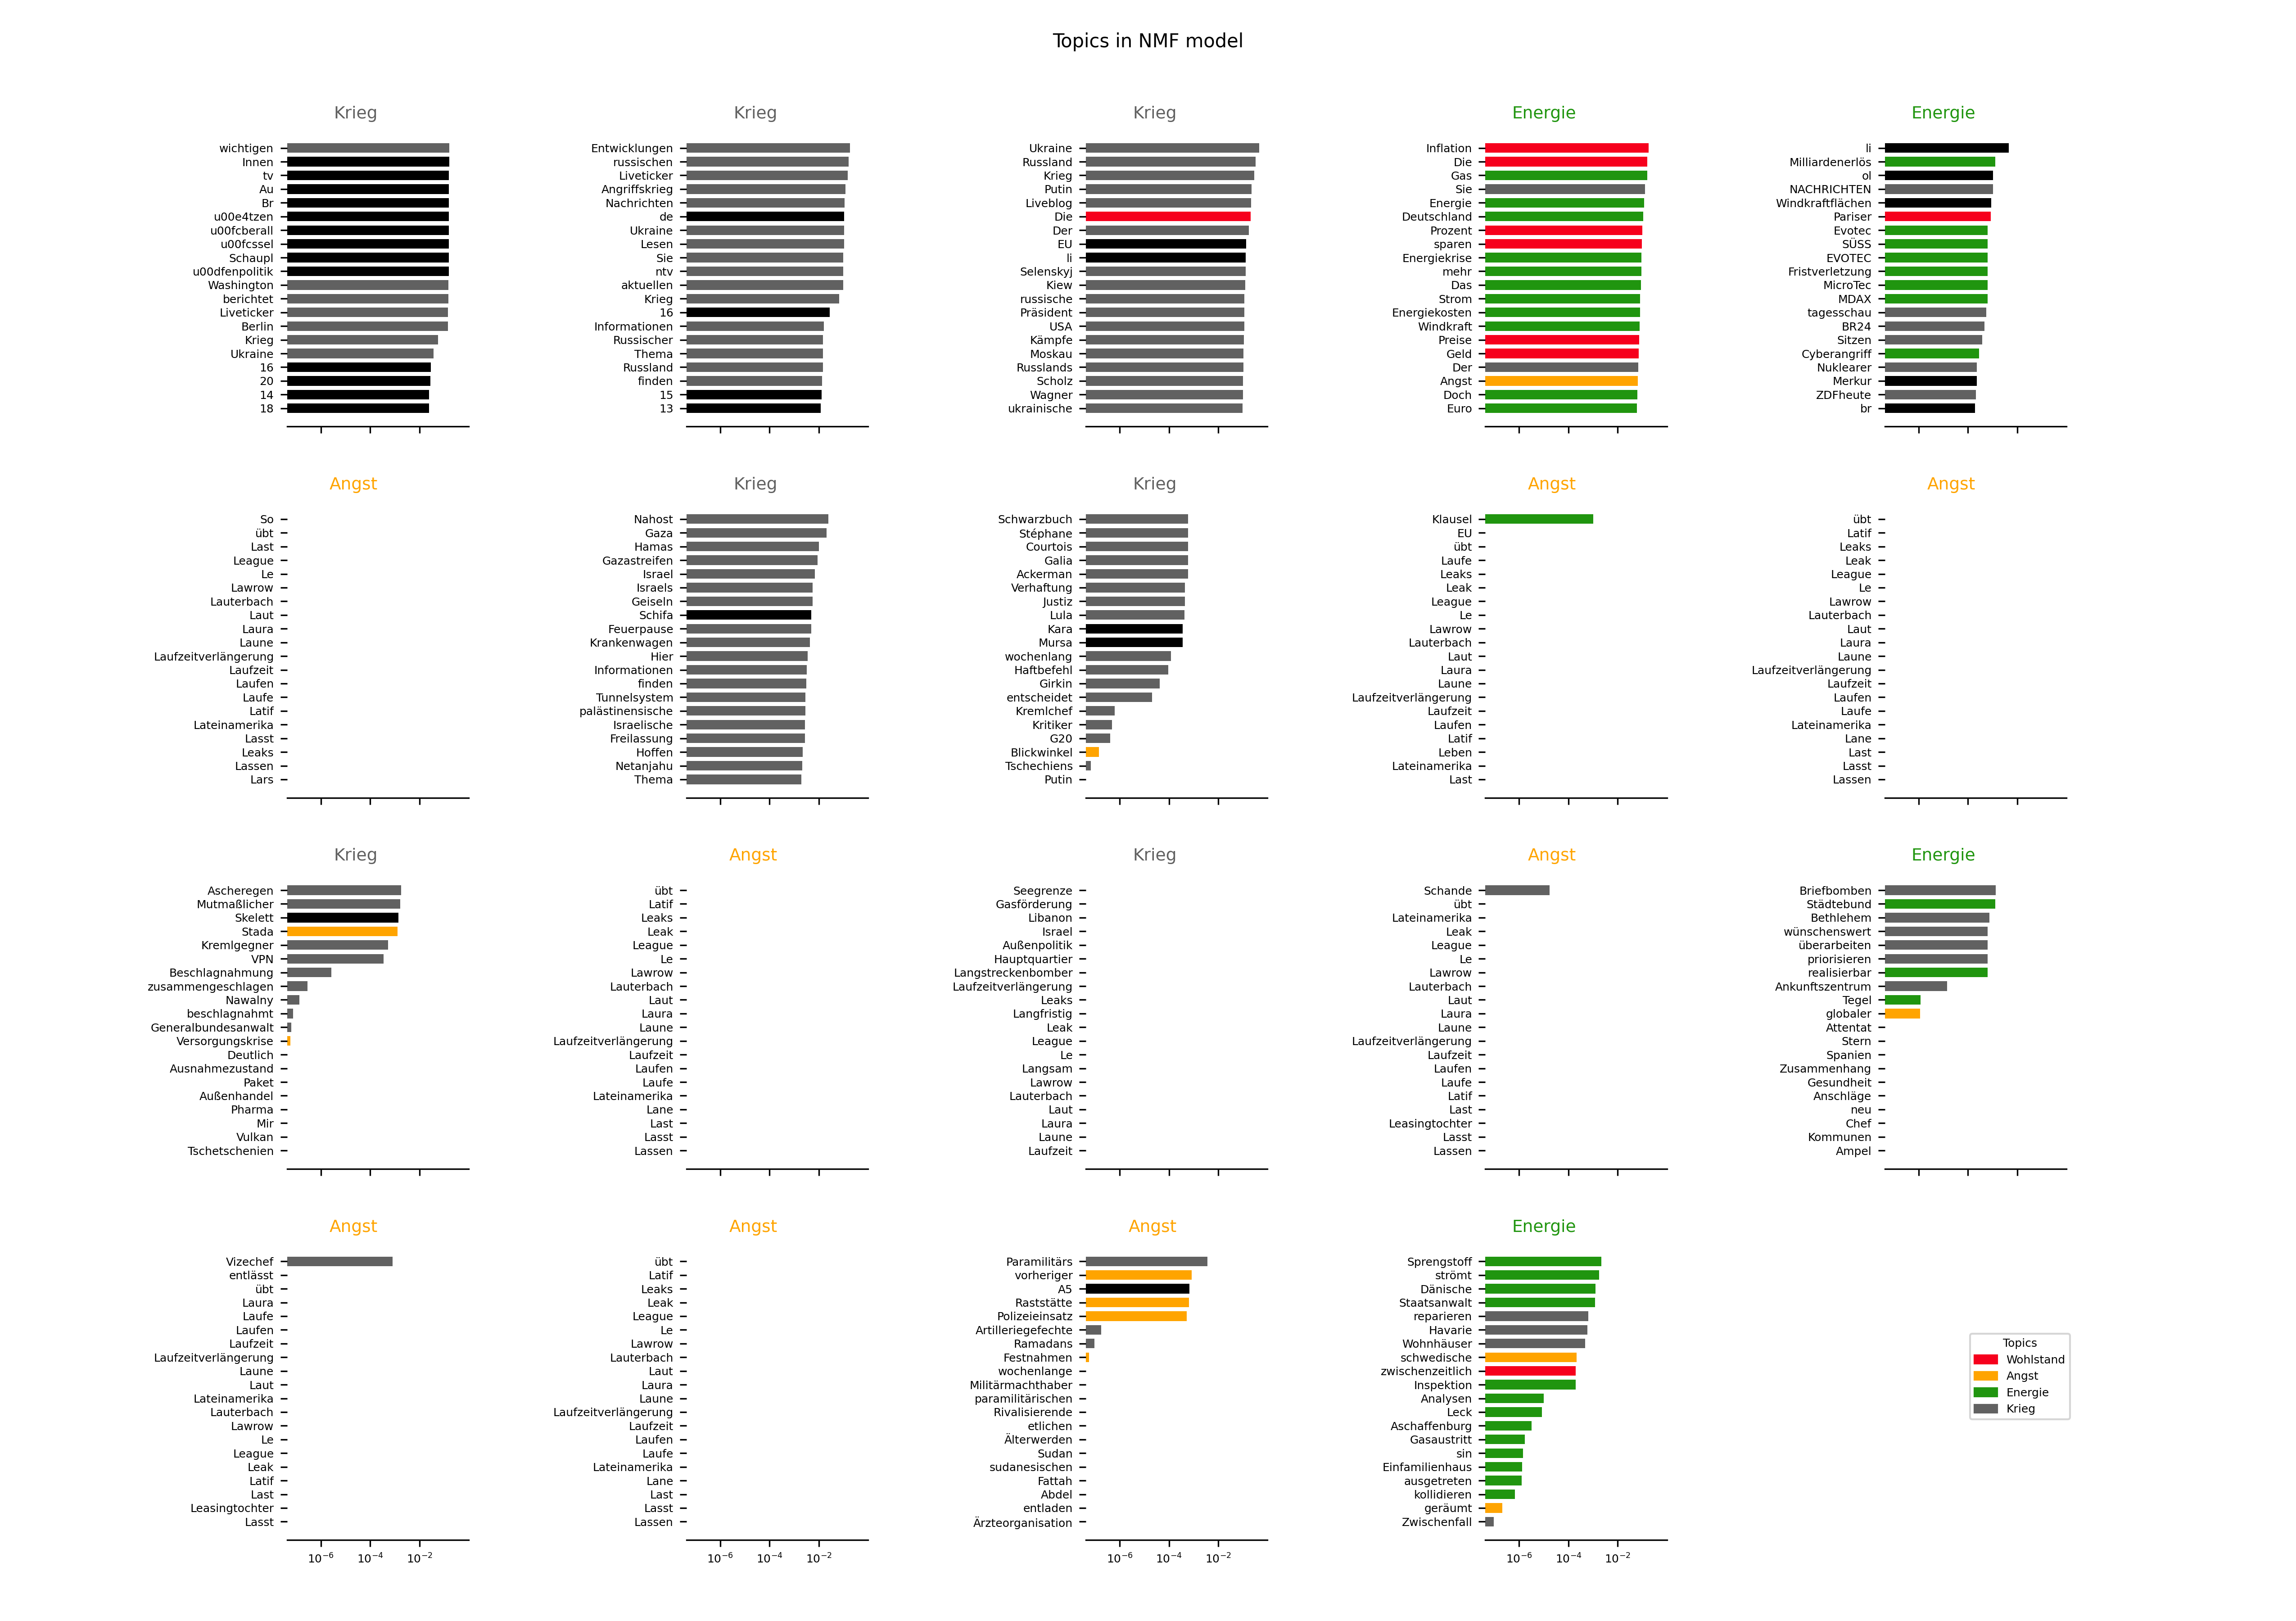 Topics in NMF model
Krieg
wichtigen
Innen
tv
Au
Br
u00e4tzen
u00fcberall
u00fcssel
Schaupl
u00dfenpolitik
Washington
berichtet
Liveticker
Berlin
Krieg
Ukraine
16
20
14
18
Krieg
Entwicklungen
russischen
Liveticker
Angriffskrieg
Nachrichten
de
Ukraine
Lesen
Sie
ntv
aktuellen
Krieg
16
Informationen
Russischer
Thema
Russland
finden
15
13
Krieg
Ukraine
Russland
Krieg
Putin
Liveblog
Die
Der
EU
li
Selenskyj
Kiew
russische
Präsident
USA
Kämpfe
Moskau
Russlands
Scholz
Wagner
ukrainische
Energie
Inflation
Die
Gas
Sie
Energie
Deutschland
Prozent
sparen
Energiekrise
mehr
Das
Strom
Energiekosten
Windkraft
Preise
Geld
Der
Angst
Doch
Euro
Energie
li
Milliardenerlös
ol
NACHRICHTEN
Windkraftflächen
Pariser
Evotec
SÜSS
EVOTEC
Fristverletzung
MicroTec
MDAX
tagesschau
BR24
Sitzen
Cyberangriff
Nuklearer
Merkur
ZDFheute
br
Angst
So
übt
Last
League
Le
Lawrow
Lauterbach
Laut
Laura
Laune
Laufzeitverlängerung
Laufzeit
Laufen
Laufe
Latif
Lateinamerika
Lasst
Leaks
Lassen
Lars
Krieg
Nahost
Gaza
Hamas
Gazastreifen
Israel
Israels
Geiseln
Schifa
Feuerpause
Krankenwagen
Hier
Informationen
finden
Tunnelsystem
palästinensische
Israelische
Freilassung
Hoffen
Netanjahu
Thema
Krieg
Schwarzbuch
Stéphane
Courtois
Galia
Ackerman
Verhaftung
Justiz
Lula
Kara
Mursa
wochenlang
Haftbefehl
Girkin
entscheidet
Kremlchef
Kritiker
G20
Blickwinkel
Tschechiens
Putin
Angst
Klausel
EU
übt
Laufe
Leaks
Leak
League
Le
Lawrow
Lauterbach
Laut
Laura
Laune
Laufzeitverlängerung
Laufzeit
Laufen
Latif
Leben
Lateinamerika
Last
Angst
übt
Latif
Leaks
Leak
League
Le
Lawrow
Lauterbach
Laut
Laura
Laune
Laufzeitverlängerung
Laufzeit
Laufen
Laufe
Lateinamerika
Lane
Last
Lasst
Lassen
Krieg
Ascheregen
Mutmaßlicher
Skelett
Stada
Kremlgegner
VPN
Beschlagnahmung
zusammengeschlagen
Nawalny
beschlagnahmt
Generalbundesanwalt
Versorgungskrise
Deutlich
Ausnahmezustand
Paket
Außenhandel
Pharma
Mir
Vulkan
Tschetschenien
Angst
übt
Latif
Leaks
Leak
League
Le
Lawrow
Lauterbach
Laut
Laura
Laune
Laufzeitverlängerung
Laufzeit
Laufen
Laufe
Lateinamerika
Lane
Last
Lasst
Lassen
Krieg
Seegrenze
Gasförderung
Libanon
Israel
Außenpolitik
Hauptquartier
Langstreckenbomber
Laufzeitverlängerung
Leaks
Langfristig
Leak
League
Le
Langsam
Lawrow
Lauterbach
Laut
Laura
Laune
Laufzeit
Angst
Schande
übt
Lateinamerika
Leak
League
Le
Lawrow
Lauterbach
Laut
Laura
Laune
Laufzeitverlängerung
Laufzeit
Laufen
Laufe
Latif
Last
Leasingtochter
Lasst
Lassen
Energie
Briefbomben
Städtebund
Bethlehem
wünschenswert
überarbeiten
priorisieren
realisierbar
Ankunftszentrum
Tegel
globaler
Attentat
Stern
Spanien
Zusammenhang
Gesundheit
Anschläge
neu
Chef
Kommunen
Ampel
Angst
Vizechef
entlässt
übt
Laura
Laufe
Laufen
Laufzeit
Laufzeitverlängerung
Laune
Laut
Lateinamerika
Lauterbach
Lawrow
Le
League
Leak
Latif
Last
Leasingtochter
Lasst
10⁻⁶ 10⁻⁴ 10⁻²
Angst
übt
Latif
Leaks
Leak
League
Le
Lawrow
Lauterbach
Laut
Laura
Laune
Laufzeitverlängerung
Laufzeit
Laufen
Laufe
Lateinamerika
Lane
Last
Lasst
Lassen
10⁻⁶ 10⁻⁴ 10⁻²
Angst
Paramilitärs
vorheriger
A5
Raststätte
Polizeieinsatz
Artilleriegefechte
Ramadans
Festnahmen
wochenlange
Militärmachthaber
paramilitärischen
Rivalisierende
etlichen
Älterwerden
Sudan
sudanesischen
Fattah
Abdel
entladen
Ärzteorganisation
10⁻⁶ 10⁻⁴ 10⁻²
Energie
Sprengstoff
strömt
Dänische
Staatsanwalt
reparieren
Havarie
Wohnhäuser
schwedische
zwischenzeitlich
Inspektion
Analysen
Leck
Aschaffenburg
Gasaustritt
sin
Einfamilienhaus
ausgetreten
kollidieren
geräumt
Zwischenfall
10⁻⁶ 10⁻⁴ 10⁻²
Topics
Wohlstand
Angst
Energie
Krieg